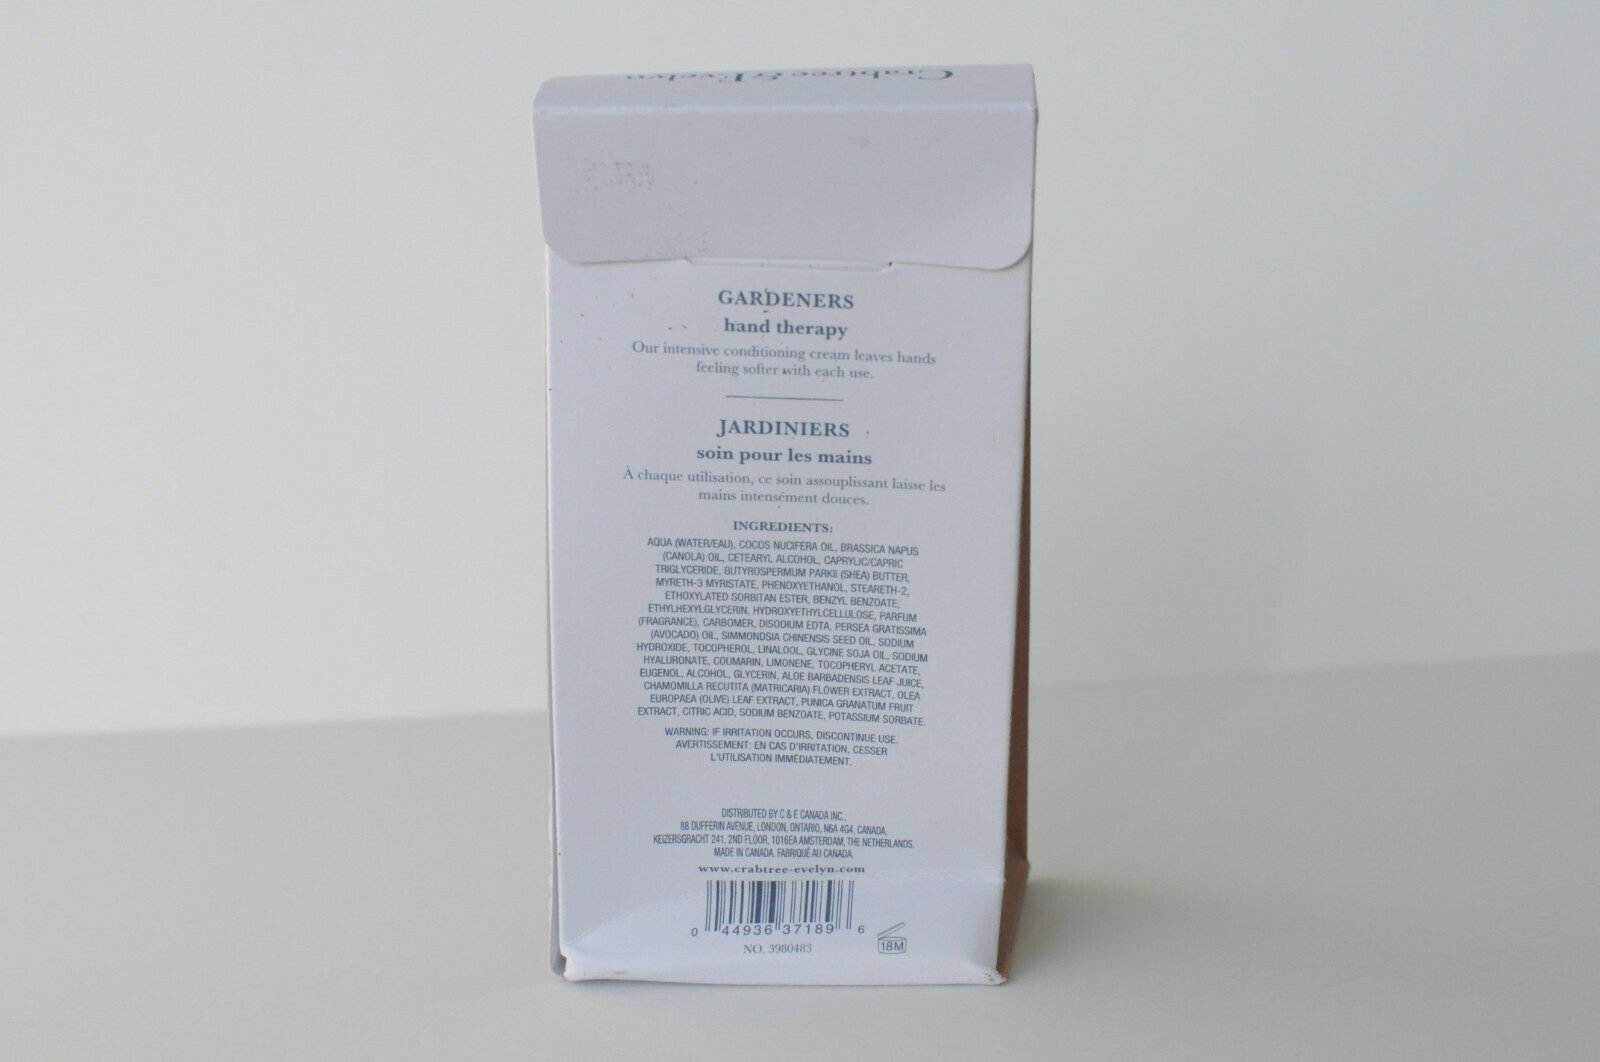 Crabtree & Evelyn
GARDENERS
hand therapy
Our intensive conditioning cream leaves hands
feeling softer with each use.
JARDINIERS
soin pour les mains
À chaque utilisation, ce soin assouplissant laisse les
mains intensément douces.
INGREDIENTS:
AQUA (WATER/EAU), COCOS NUCIFERA OIL, BRASSICA NAPUS
(CANOLA) OIL, CETEARYL ALCOHOL, CAPRYLIC/CAPRIC
TRIGLYCERIDE, BUTYROSPERMUM PARKII (SHEA) BUTTER,
MYRETH-3 MYRISTATE, PHENOXYETHANOL, STEARETH-2,
ETHOXYLATED SORBITAN ESTER, BENZYL BENZOATE,
ETHYLHEXYLGLYCERIN, HYDROXYETHYLCELLULOSE, PARFUM
(FRAGRANCE), CARBOMER, DISODIUM EDTA, PERSEA GRATISSIMA
(AVOCADO) OIL, SIMMONDSIA CHINENSIS SEED OIL, SODIUM
HYDROXIDE, TOCOPHEROL, LINALOOL, GLYCINE SOJA OIL, SODIUM
HYALURONATE, COUMARIN, LIMONENE, TOCOPHERYL ACETATE,
EUGENOL, ALCOHOL, GLYCERIN, ALOE BARBADENSIS LEAF JUICE,
CHAMOMILLA RECUTITA (MATRICARIA) FLOWER EXTRACT, OLEA
EUROPAEA (OLIVE) LEAF EXTRACT, PUNICA GRANATUM FRUIT
EXTRACT, CITRIC ACID, SODIUM BENZOATE, POTASSIUM SORBATE.
WARNING: IF IRRITATION OCCURS, DISCONTINUE USE.
AVERTISSEMENT: EN CAS D'IRRITATION, CESSER
L'UTILISATION IMMÉDIATEMENT.
DISTRIBUTED BY C & E CANADA INC.,
88 DUFFERIN AVENUE, LONDON, ONTARIO, N6A 4G4, CANADA.
KEIZERSGRACHT 241, 2ND FLOOR, 1016EA AMSTERDAM, THE NETHERLANDS.
MADE IN CANADA. FABRIQUÉ AU CANADA.
www.crabtree-evelyn.com
0 44936 37189 6
18M
NO. 3980483